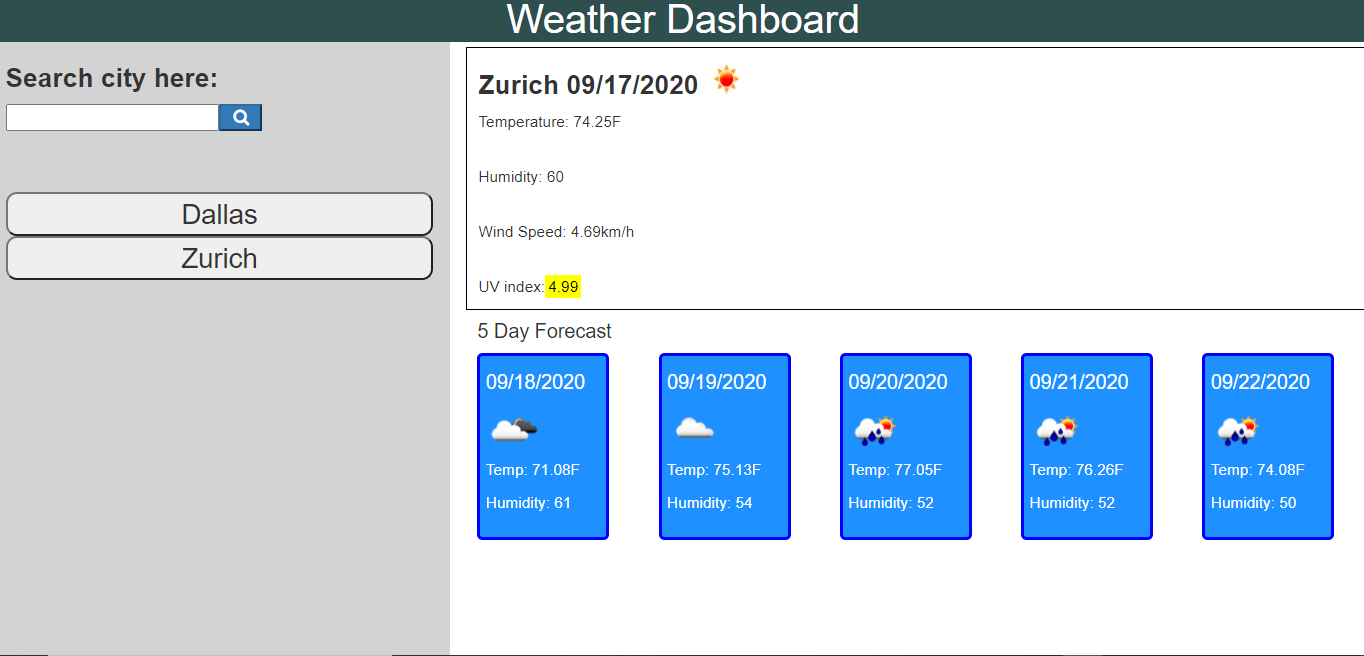 Weather Dashboard
Search city here:
Dallas
Zurich
Zurich 09/17/2020
Temperature: 74.25F
Humidity: 60
Wind Speed: 4.69km/h
UV index: 4.99
5 Day Forecast
09/18/2020
Temp: 71.08F
Humidity: 61
09/19/2020
Temp: 75.13F
Humidity: 54
09/20/2020
Temp: 77.05F
Humidity: 52
09/21/2020
Temp: 76.26F
Humidity: 52
09/22/2020
Temp: 74.08F
Humidity: 50